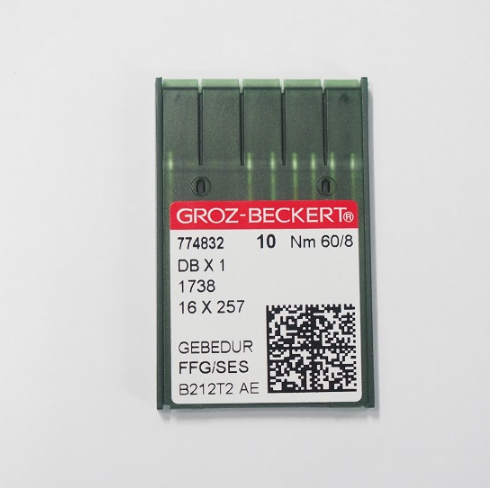 GROZ-BECKERT®
774832 10 Nm 60/8
DB X 1
1738
16 X 257
GEBEDUR
FFG/SES
B212T2 AE